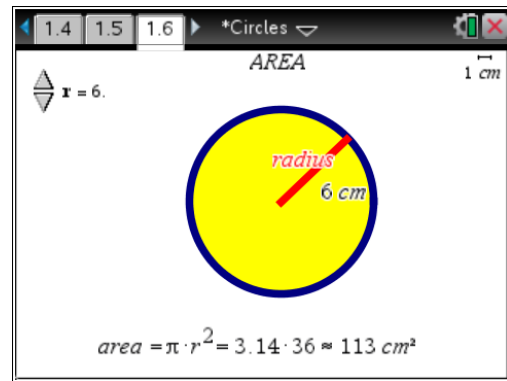 1.4 1.5 1.6 *Circles
AREA
1 cm
r = 6.
radius
6 cm
area = π·r² = 3.14·36 ≈ 113 cm²